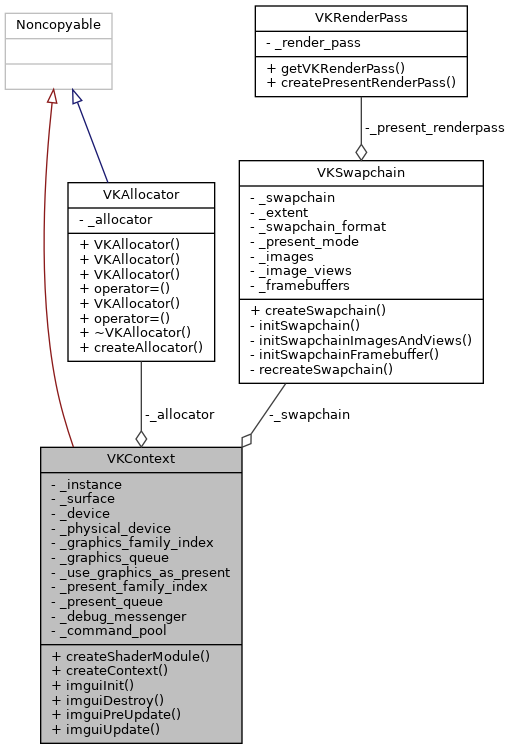 Noncopyable
VKRenderPass
- _render_pass
+ getVKRenderPass()
+ createPresentRenderPass()
-_present_renderpass
VKAllocator
- _allocator
+ VKAllocator()
+ VKAllocator()
+ VKAllocator()
+ operator=()
+ VKAllocator()
+ operator=()
+ ~VKAllocator()
+ createAllocator()
VKSwapchain
- _swapchain
- _extent
- _swapchain_format
- _present_mode
- _images
- _image_views
- _framebuffers
+ createSwapchain()
- initSwapchain()
- initSwapchainImagesAndViews()
- initSwapchainFramebuffer()
- recreateSwapchain()
-_allocator
-_swapchain
VKContext
- _instance
- _surface
- _device
- _physical_device
- _graphics_family_index
- _graphics_queue
- _use_graphics_as_present
- _present_family_index
- _present_queue
- _debug_messenger
- _command_pool
+ createShaderModule()
+ createContext()
+ imguiInit()
+ imguiDestroy()
+ imguiPreUpdate()
+ imguiUpdate()